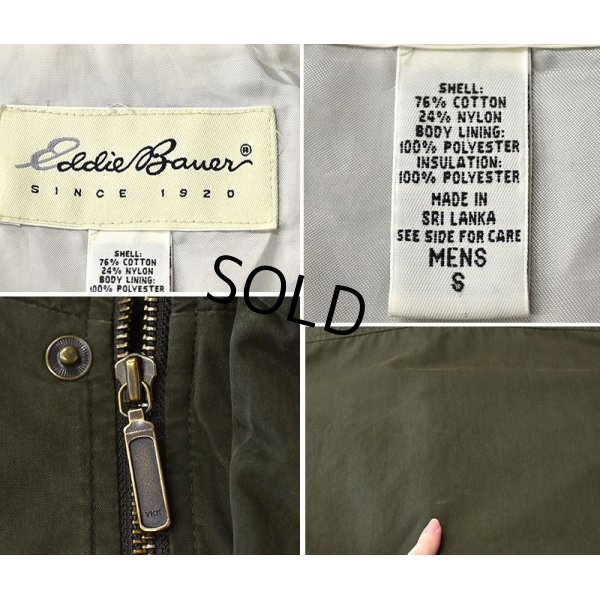 Eddie Bauer®
SINCE 1920
SHELL:
76% COTTON
24% NYLON
BODY LINING:
100% POLYESTER
SHELL:
76% COTTON
24% NYLON
BODY LINING:
100% POLYESTER
INSULATION:
100% POLYESTER
MADE IN
SRI LANKA
SEE SIDE FOR CARE
MENS
S
SOLD
YKK